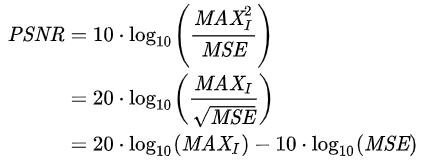 PSNR = 10 · log₁₀ (MAX_I² / MSE)
= 20 · log₁₀ (MAX_I / √MSE)
= 20 · log₁₀ (MAX_I) − 10 · log₁₀ (MSE)